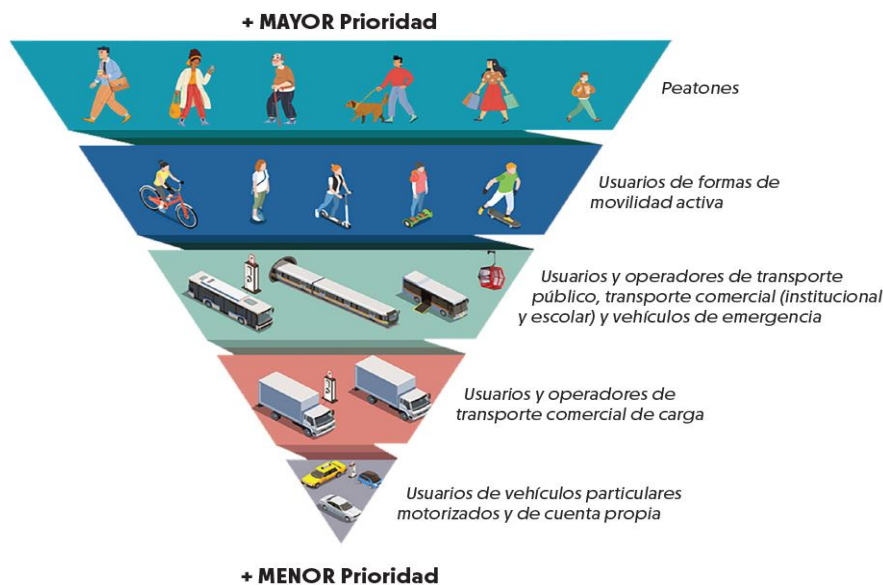 + MAYOR Prioridad
Peatones
Usuarios de formas de
movilidad activa
Usuarios y operadores de transporte
público, transporte comercial (institucional
y escolar) y vehículos de emergencia
Usuarios y operadores de
transporte comercial de carga
Usuarios de vehículos particulares
motorizados y de cuenta propia
+ MENOR Prioridad